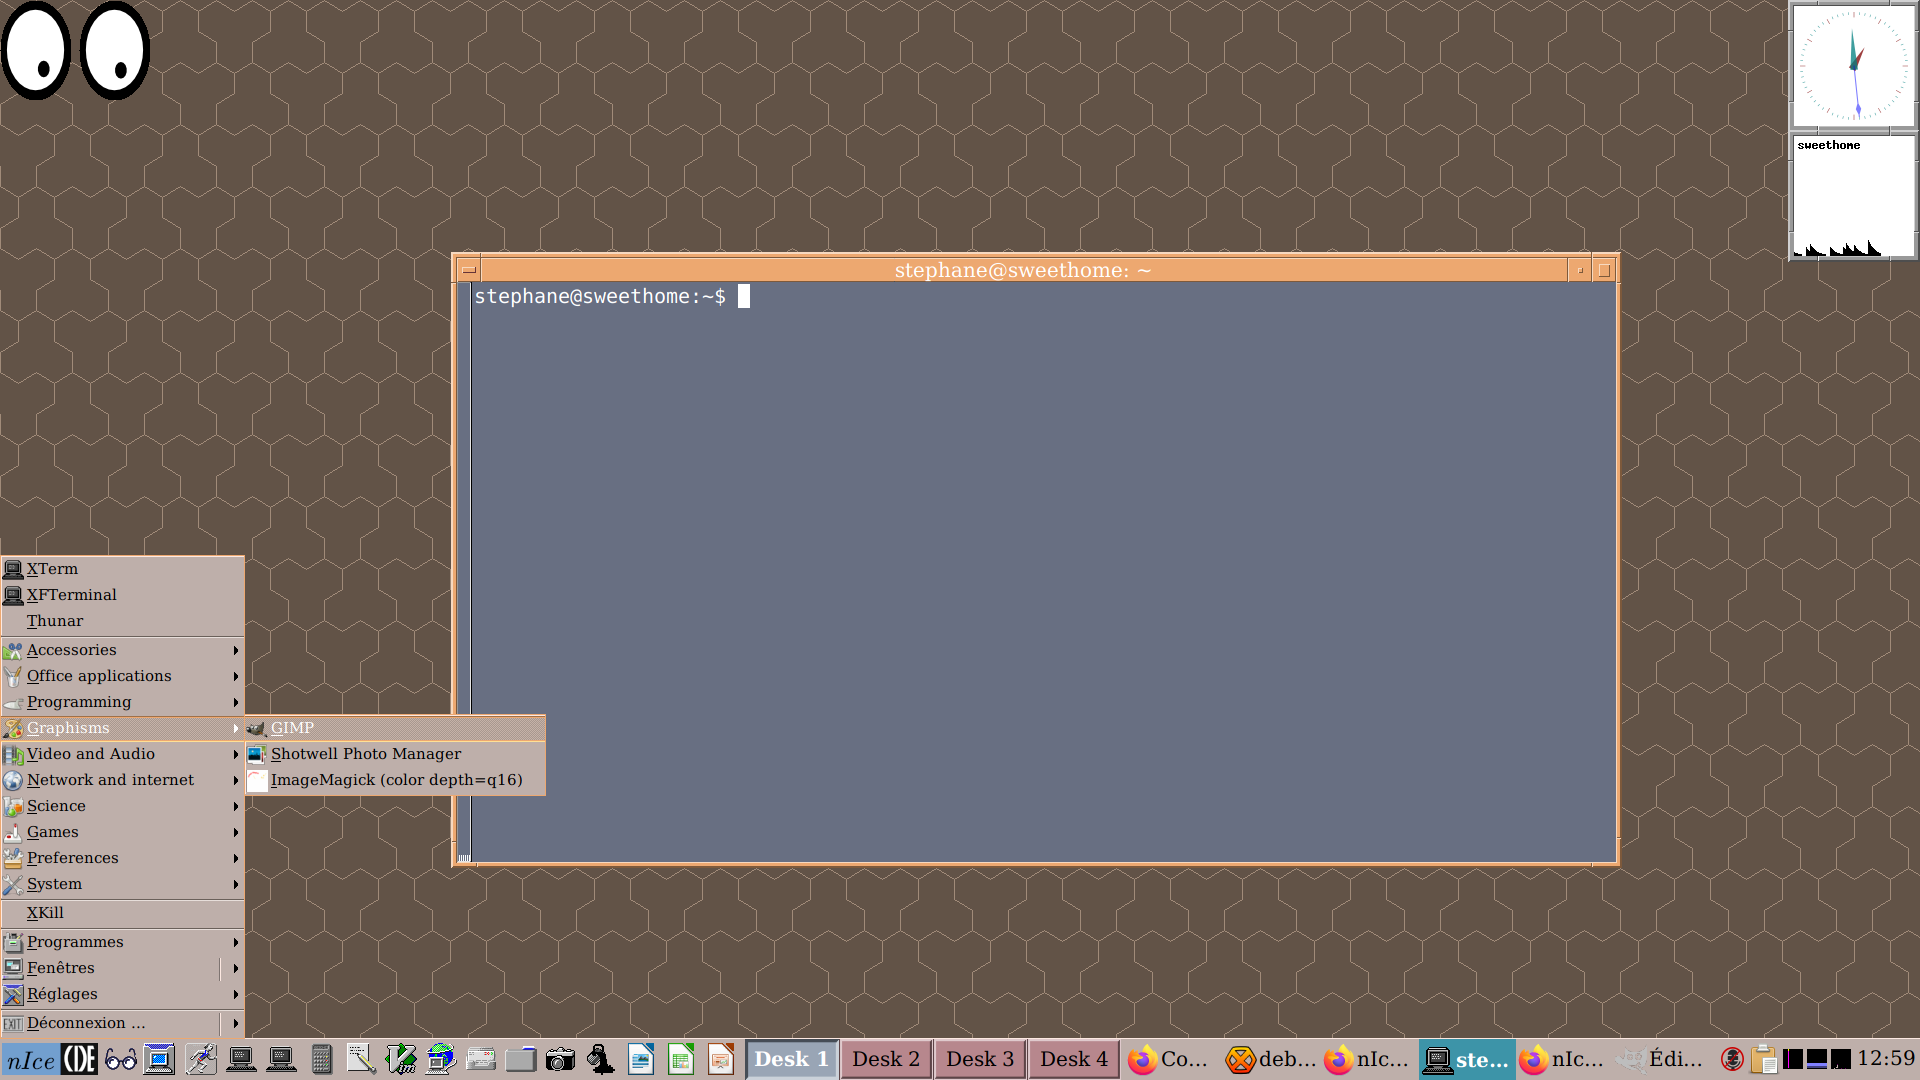 sweethome
stephane@sweethome: ~
stephane@sweethome:~$
XTerm
XFTerminal
Thunar
Accessories
Office applications
Programming
Graphisms
GIMP
Video and Audio
Shotwell Photo Manager
Network and internet
ImageMagick (color depth=q16)
Science
Games
Preferences
System
XKill
Programmes
Fenêtres
Réglages
EXIT Déconnexion ...
nIce CDE Desk 1 Desk 2 Desk 3 Desk 4 Co... deb... nIc... ste... nIc... Édi... 12:59